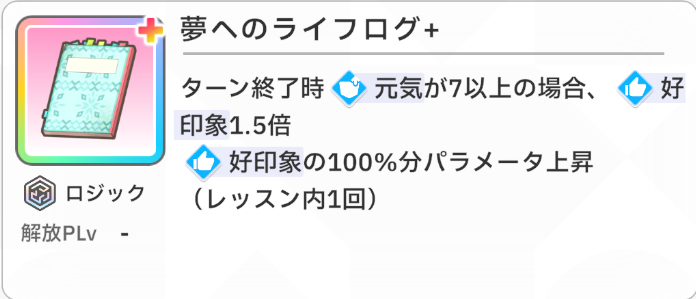 夢へのライフログ+
ターン終了時 元気が7以上の場合、 好
印象1.5倍
好印象の100%分パラメータ上昇
（レッスン内1回）
ロジック
解放PLv -